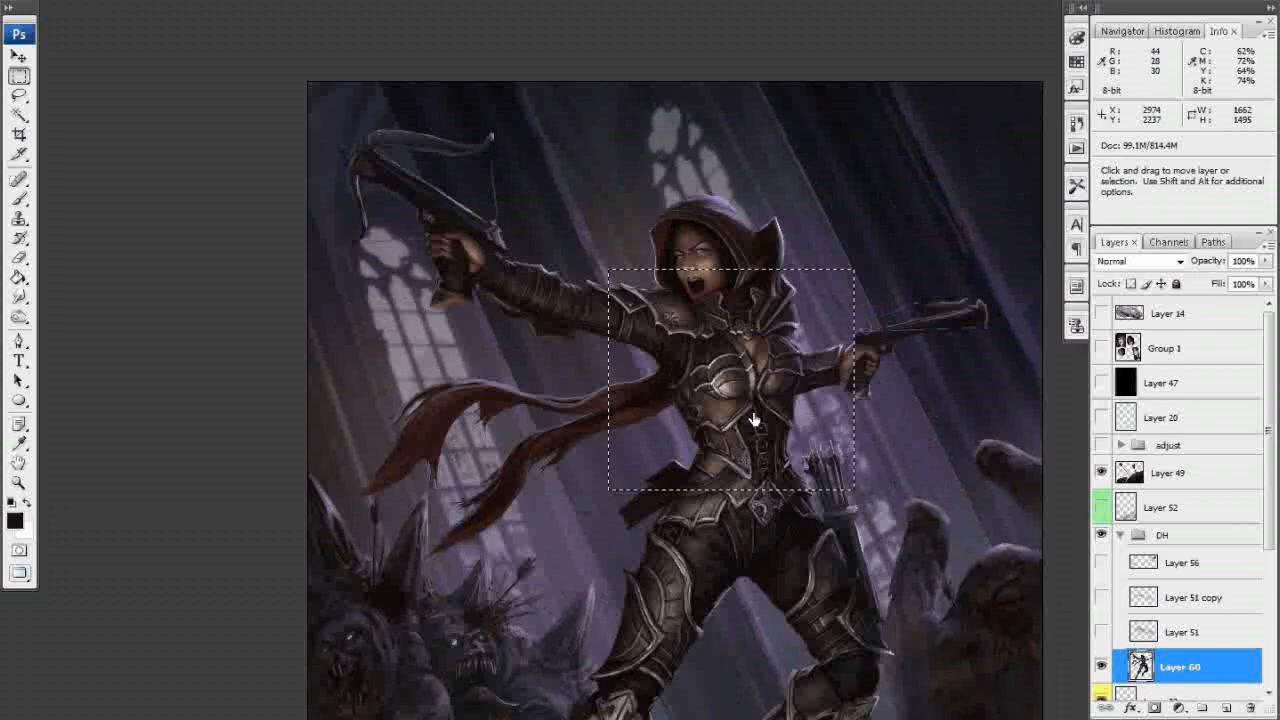 Ps
Navigator Histogram Info ×
R: 44 C: 62%
G: 28 M: 72%
B: 30 Y: 64%
K: 74%
8-bit 8-bit
X: 2974 W: 1662
Y: 2237 H: 1495
Doc: 99.1M/814.4M
Click and drag to move layer or
selection. Use Shift and Alt for additional
options.
Layers × Channels Paths
Normal Opacity: 100%
Lock: Fill: 100%
Layer 14
Group 1
Layer 47
Layer 20
adjust
Layer 49
Layer 52
DH
Layer 56
Layer 51 copy
Layer 51
Layer 60
T
A
fx
fx